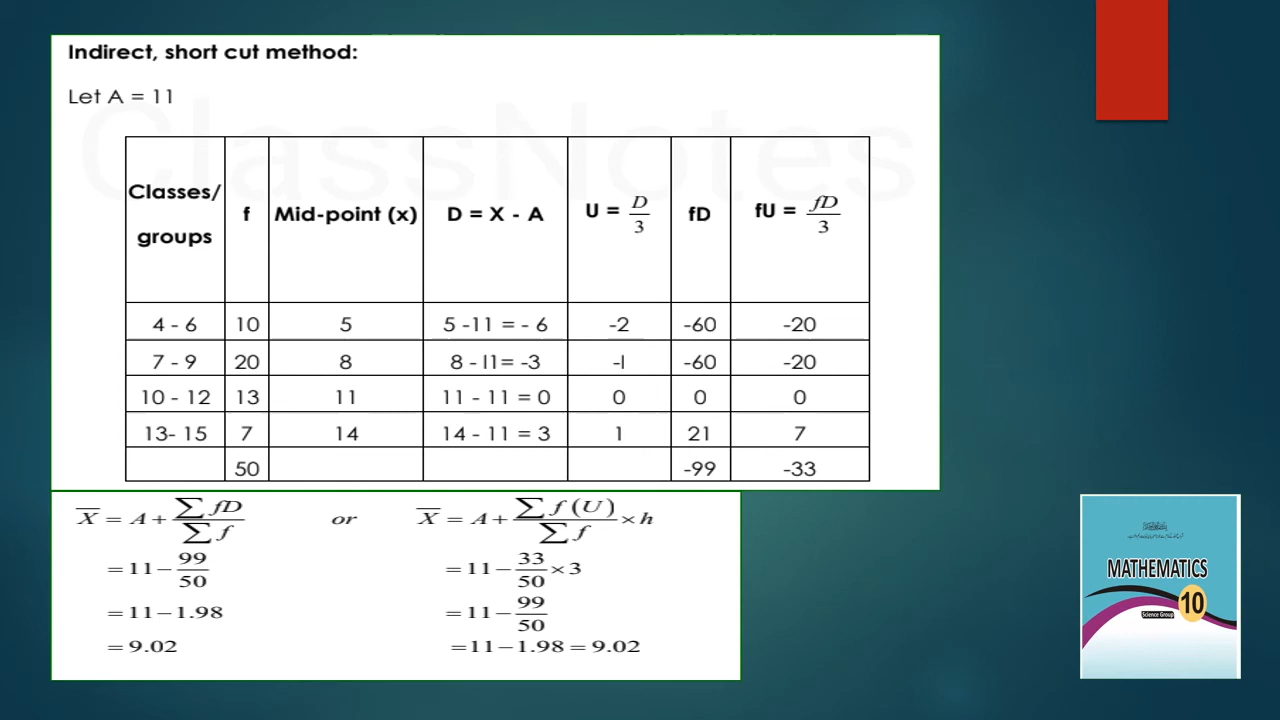 Indirect, short cut method:
Let A = 11
ClassNotes
Classes/ groups | f | Mid-point (x) | D = X - A | U = D/3 | fD | fU = fD/3
4 - 6 | 10 | 5 | 5 -11 = - 6 | -2 | -60 | -20
7 - 9 | 20 | 8 | 8 - l1= -3 | -l | -60 | -20
10 - 12 | 13 | 11 | 11 - 11 = 0 | 0 | 0 | 0
13- 15 | 7 | 14 | 14 - 11 = 3 | 1 | 21 | 7
50 | -99 | -33
X̅ = A + ∑fD/∑f or X̅ = A + ∑f(U)/∑f × h
= 11 − 99/50 = 11 − 33/50 × 3
= 11 − 1.98 = 11 − 99/50
= 9.02 = 11 − 1.98 = 9.02
MATHEMATICS
10
Science Group